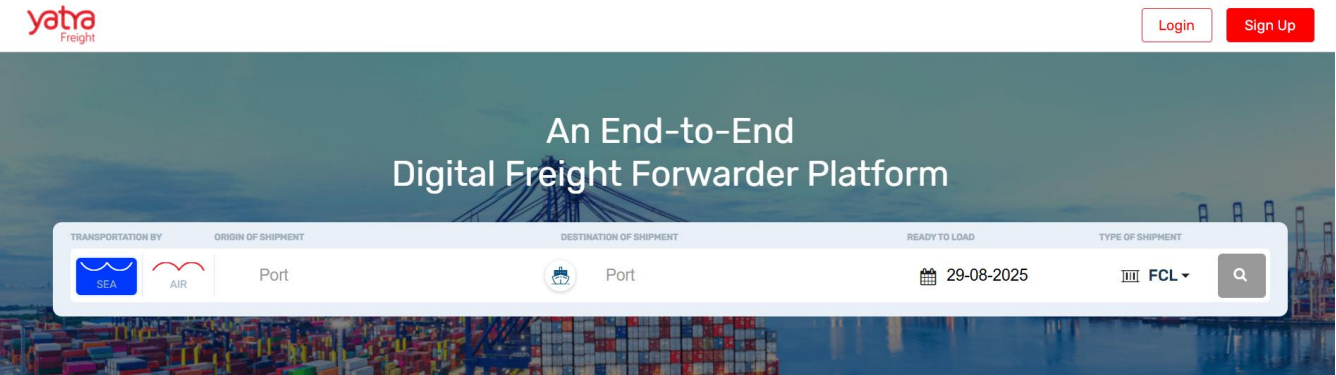 yatra
Freight
Login
Sign Up
An End-to-End
Digital Freight Forwarder Platform
TRANSPORTATION BY
ORIGIN OF SHIPMENT
DESTINATION OF SHIPMENT
READY TO LOAD
TYPE OF SHIPMENT
SEA
AIR
Port
Port
29-08-2025
FCL